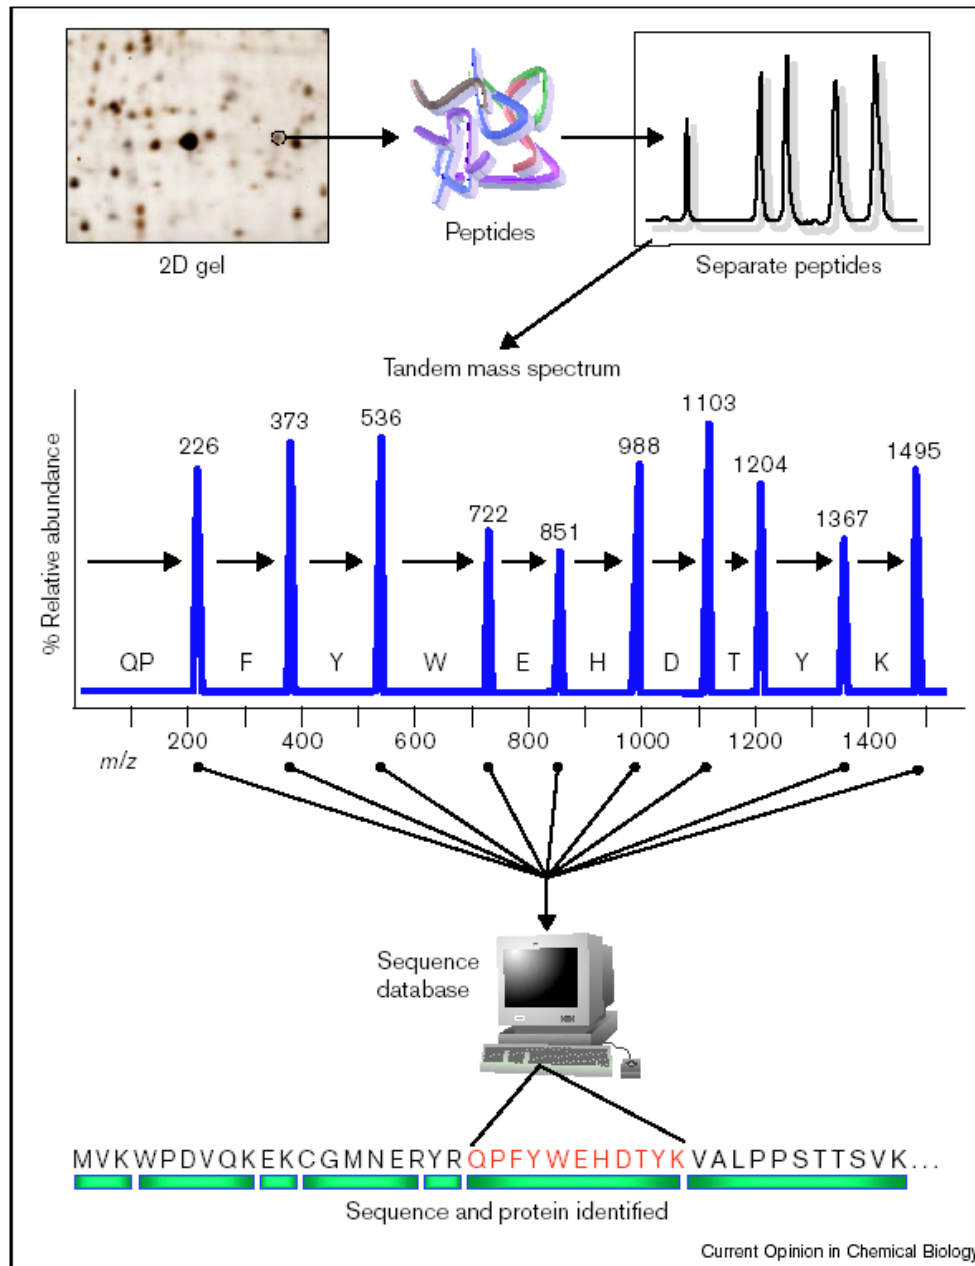 2D gel
Peptides
Separate peptides
Tandem mass spectrum
% Relative abundance
226
373
536
722
851
988
1103
1204
1367
1495
QP F Y W E H D T Y K
200 400 600 800 1000 1200 1400
m/z
Sequence
database
MVKWPDVQKEKCGMNERYRQPFYWEHDTYKVALPPSTTSVK...
Sequence and protein identified
Current Opinion in Chemical Biology